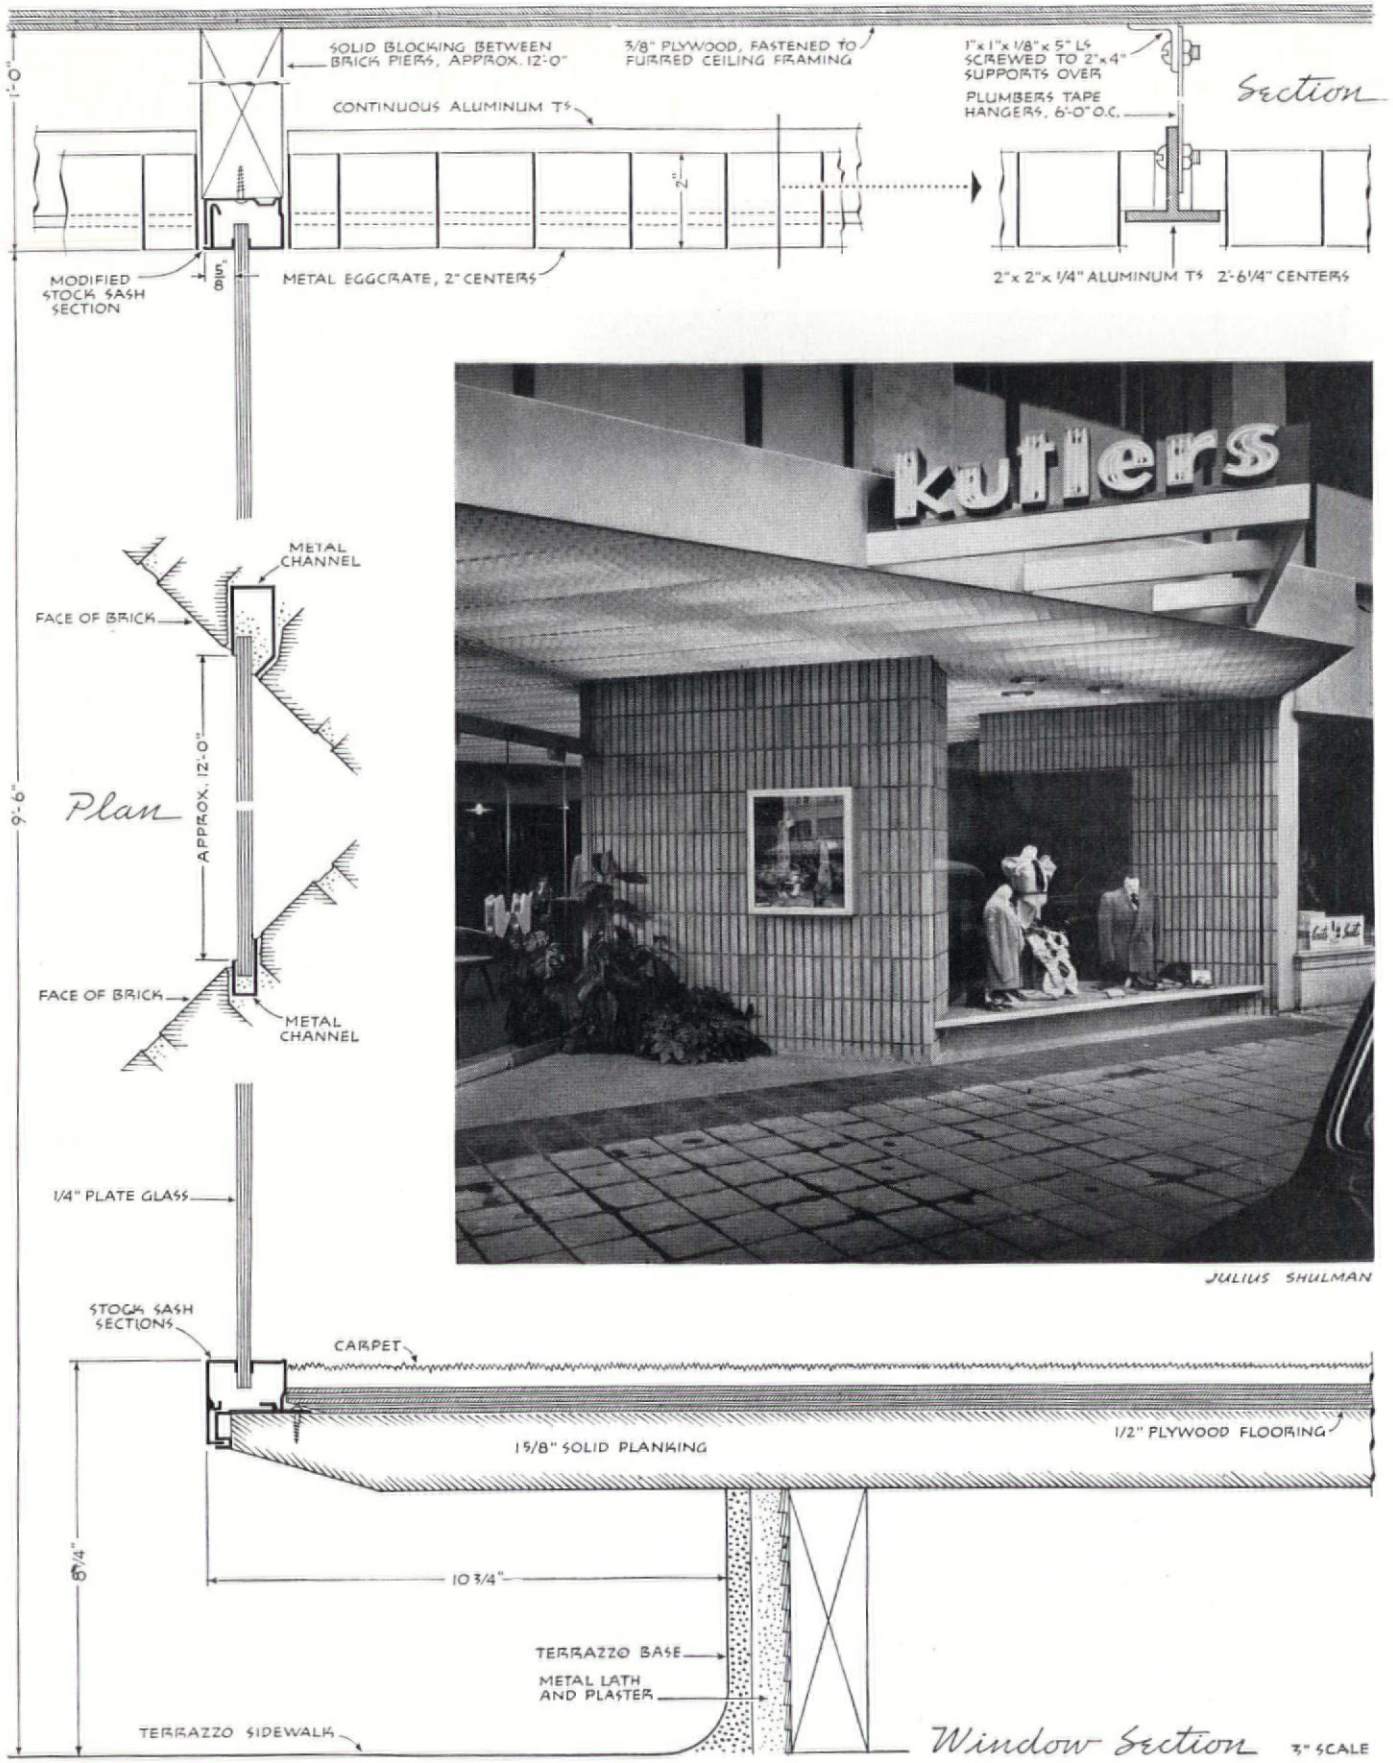 SOLID BLOCKING BETWEEN
BRICK PIERS, APPROX. 12'-0"
3/8" PLYWOOD, FASTENED TO
FURRED CEILING FRAMING
1"x 1"x 1/8"x 5" LS
SCREWED TO 2"x4"
SUPPORTS OVER
Section
1'-0"
CONTINUOUS ALUMINUM TS
PLUMBERS TAPE
HANGERS, 6'-0" O.C.
2"
MODIFIED
STOCK SASH
SECTION
5/8"
METAL EGGCRATE, 2" CENTERS
2"x 2"x 1/4" ALUMINUM TS 2'-6 1/4" CENTERS
kutlers
METAL
CHANNEL
FACE OF BRICK
9'-6"
Plan
APPROX. 12'-0"
FACE OF BRICK
METAL
CHANNEL
1/4" PLATE GLASS
JULIUS SHULMAN
STOCK SASH
SECTIONS
CARPET
1 5/8" SOLID PLANKING
1/2" PLYWOOD FLOORING
10 3/4"
TERRAZZO BASE
METAL LATH
AND PLASTER
TERRAZZO SIDEWALK
Window Section 3" SCALE